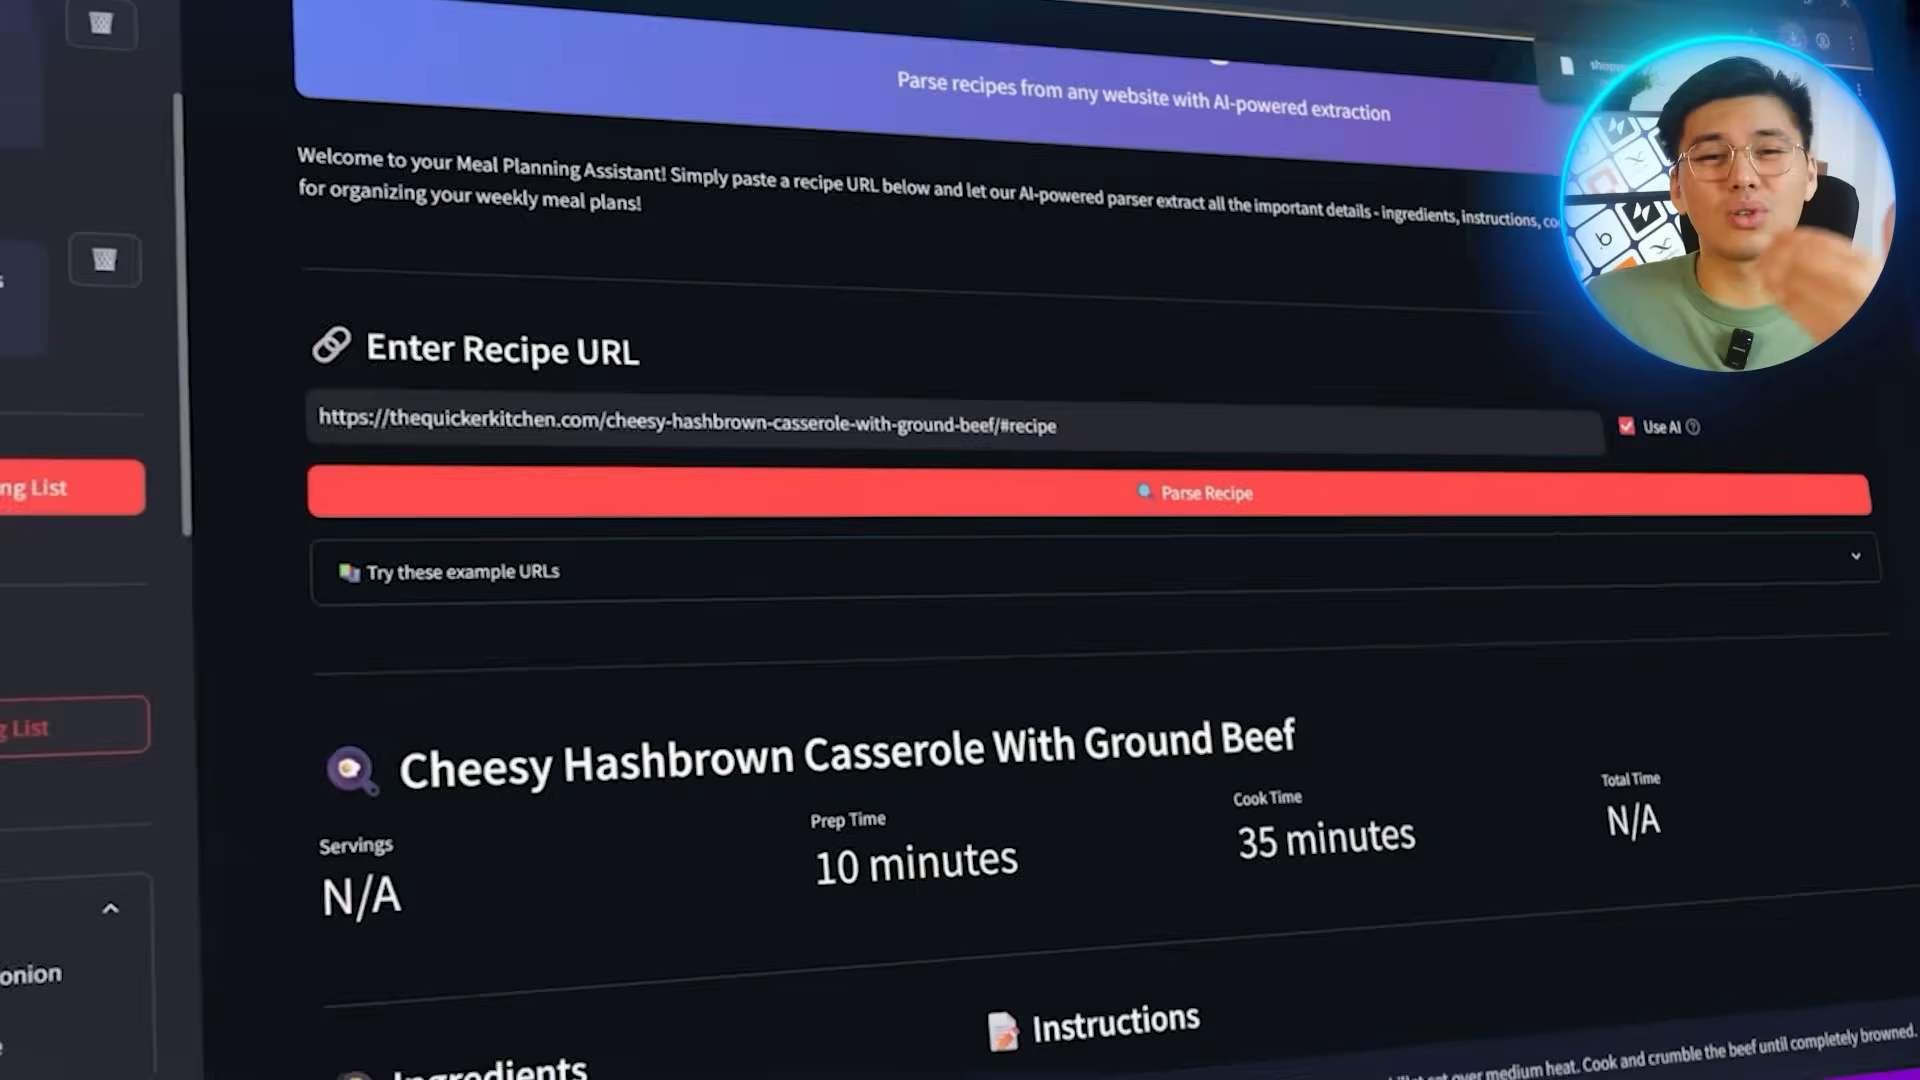 Parse recipes from any website with AI-powered extraction
Welcome to your Meal Planning Assistant! Simply paste a recipe URL below and let our AI-powered parser extract all the important details - ingredients, instructions,
for organizing your weekly meal plans!
Enter Recipe URL
https://thequickerkitchen.com/cheesy-hashbrown-casserole-with-ground-beef/#recipe
Use AI
ng List
Parse Recipe
Try these example URLs
g List
Cheesy Hashbrown Casserole With Ground Beef
Servings
N/A
Prep Time
10 minutes
Cook Time
35 minutes
Total Time
N/A
onion
Instructions
Ingredients
over medium heat. Cook and crumble the beef until completely browned.